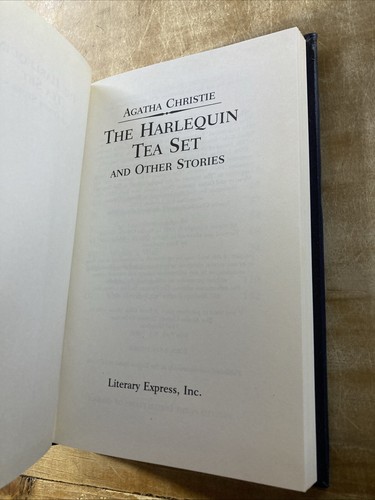 AGATHA CHRISTIE
THE HARLEQUIN
TEA SET
AND OTHER STORIES
Literary Express, Inc.